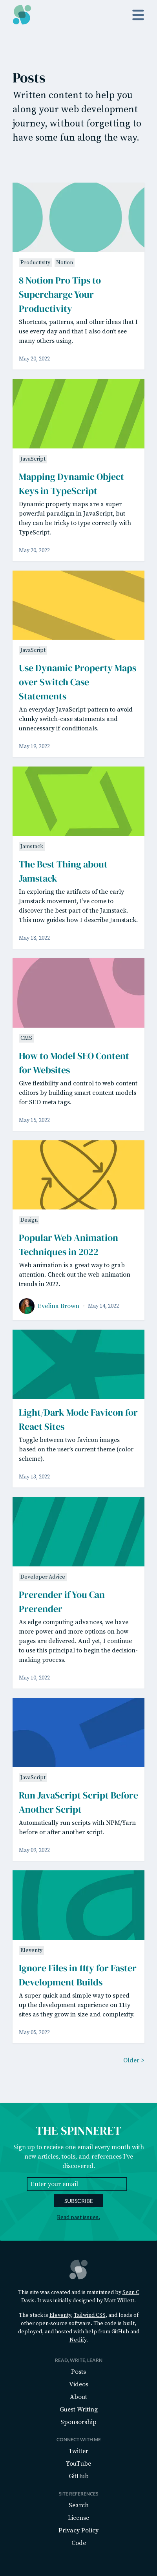 Posts
Written content to help you
along your web development
journey, without forgetting to
have some fun along the way.
Productivity Notion
8 Notion Pro Tips to
Supercharge Your
Productivity
Shortcuts, patterns, and other ideas that I
use every day and that I also don't see
many others using.
May 20, 2022
JavaScript
Mapping Dynamic Object
Keys in TypeScript
Dynamic property maps are a super
powerful paradigm in JavaScript, but
they can be tricky to type correctly with
TypeScript.
May 20, 2022
JavaScript
Use Dynamic Property Maps
over Switch Case
Statements
An everyday JavaScript pattern to avoid
clunky switch-case statements and
unnecessary if conditionals.
May 19, 2022
Jamstack
The Best Thing about
Jamstack
In exploring the artifacts of the early
Jamstack movement, I've come to
discover the best part of the Jamstack.
This now guides how I describe Jamstack.
May 18, 2022
CMS
How to Model SEO Content
for Websites
Give flexibility and control to web content
editors by building smart content models
for SEO meta tags.
May 15, 2022
Design
Popular Web Animation
Techniques in 2022
Web animation is a great way to grab
attention. Check out the web animation
trends in 2022.
Evelina Brown May 14, 2022
Light/Dark Mode Favicon for
React Sites
Toggle between two favicon images
based on the user's current theme (color
scheme).
May 13, 2022
Developer Advice
Prerender if You Can
Prerender
As edge computing advances, we have
more power and more options on how
pages are delivered. And yet, I continue
to use this principal to begin the decision-
making process.
May 10, 2022
JavaScript
Run JavaScript Script Before
Another Script
Automatically run scripts with NPM/Yarn
before or after another script.
May 09, 2022
Eleventy
Ignore Files in 11ty for Faster
Development Builds
A super quick and simple way to sped
up the development experience on 11ty
sites as they grow in size and complexity.
May 05, 2022
Older >
THE SPINNERET
Sign up to receive one email every month with
new articles, tools, and references I've
discovered.
Enter your email
SUBSCRIBE
Read past issues.
This site was created and is maintained by Sean C
Davis. It was initially designed by Matt Willett.
The stack is Eleventy, Tailwind CSS, and loads of
other open-source software. The code is built,
deployed, and hosted with help from GitHub and
Netlify.
READ, WRITE, LEARN
Posts
Videos
About
Guest Writing
Sponsorship
CONNECT WITH ME
Twitter
YouTube
GitHub
SITE REFERENCES
Search
License
Privacy Policy
Code